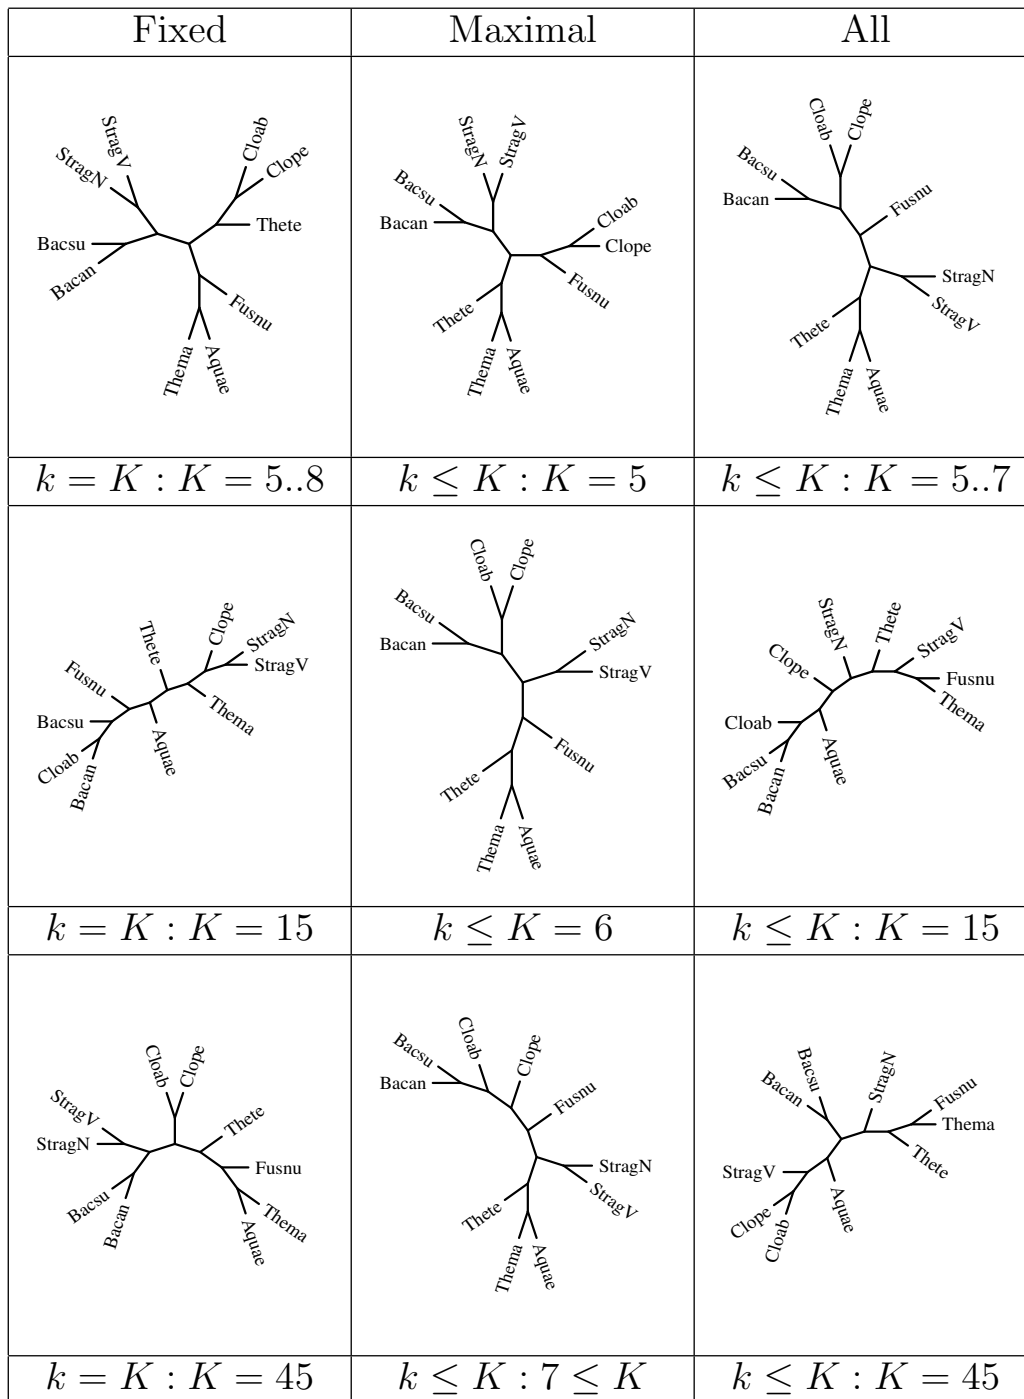 Fixed Maximal All
StragV
StragN
Bacsu
Bacan
Cloab
Clope
Thete
Fusnu
Thema
Aquae
StragN
StragV
Bacsu
Bacan
Cloab
Clope
Fusnu
Thete
Thema
Aquae
Cloab
Clope
Bacsu
Bacan
Fusnu
StragN
StragV
Thete
Thema
Aquae
k = K : K = 5..8 k ≤ K : K = 5 k ≤ K : K = 5..7
Thete
Clope
StragN
StragV
Fusnu
Bacsu
Thema
Cloab
Bacan
Aquae
Cloab
Clope
Bacsu
Bacan
StragN
StragV
Fusnu
Thete
Thema
Aquae
StragN
Thete
StragV
Clope
Fusnu
Thema
Cloab
Bacsu
Bacan
Aquae
k = K : K = 15 k ≤ K = 6 k ≤ K : K = 15
Cloab
Clope
StragV
StragN
Thete
Fusnu
Bacsu
Bacan
Thema
Aquae
Bacsu
Cloab
Clope
Bacan
Fusnu
StragN
StragV
Thete
Thema
Aquae
Bacsu
StragN
Bacan
Fusnu
Thema
Thete
StragV
Clope
Cloab
Aquae
k = K : K = 45 k ≤ K : 7 ≤ K k ≤ K : K = 45